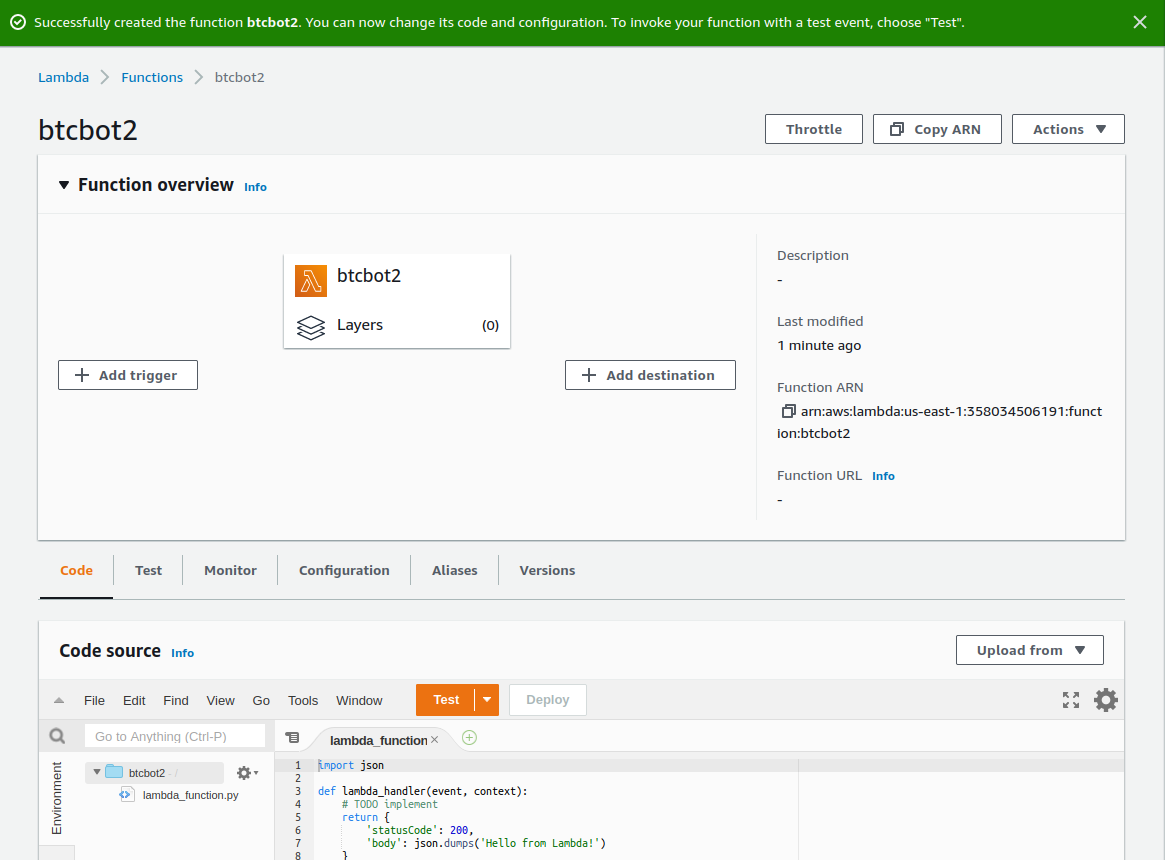 Successfully created the function btcbot2. You can now change its code and configuration. To invoke your function with a test event, choose "Test".
Lambda
Functions
btcbot2
btcbot2
Throttle
Copy ARN
Actions
Function overview Info
btcbot2
Layers (0)
Add trigger
Add destination
Description
-
Last modified
1 minute ago
Function ARN
arn:aws:lambda:us-east-1:358034506191:funct
ion:btcbot2
Function URL Info
-
Code
Test
Monitor
Configuration
Aliases
Versions
Code source Info
Upload from
File Edit Find View Go Tools Window
Test
Deploy
Go to Anything (Ctrl-P)
Environment
btcbot2 - /
lambda_function.py
lambda_function
1 import json
2
3 def lambda_handler(event, context):
4 # TODO implement
5 return {
6 'statusCode': 200,
7 'body': json.dumps('Hello from Lambda!')
8 }